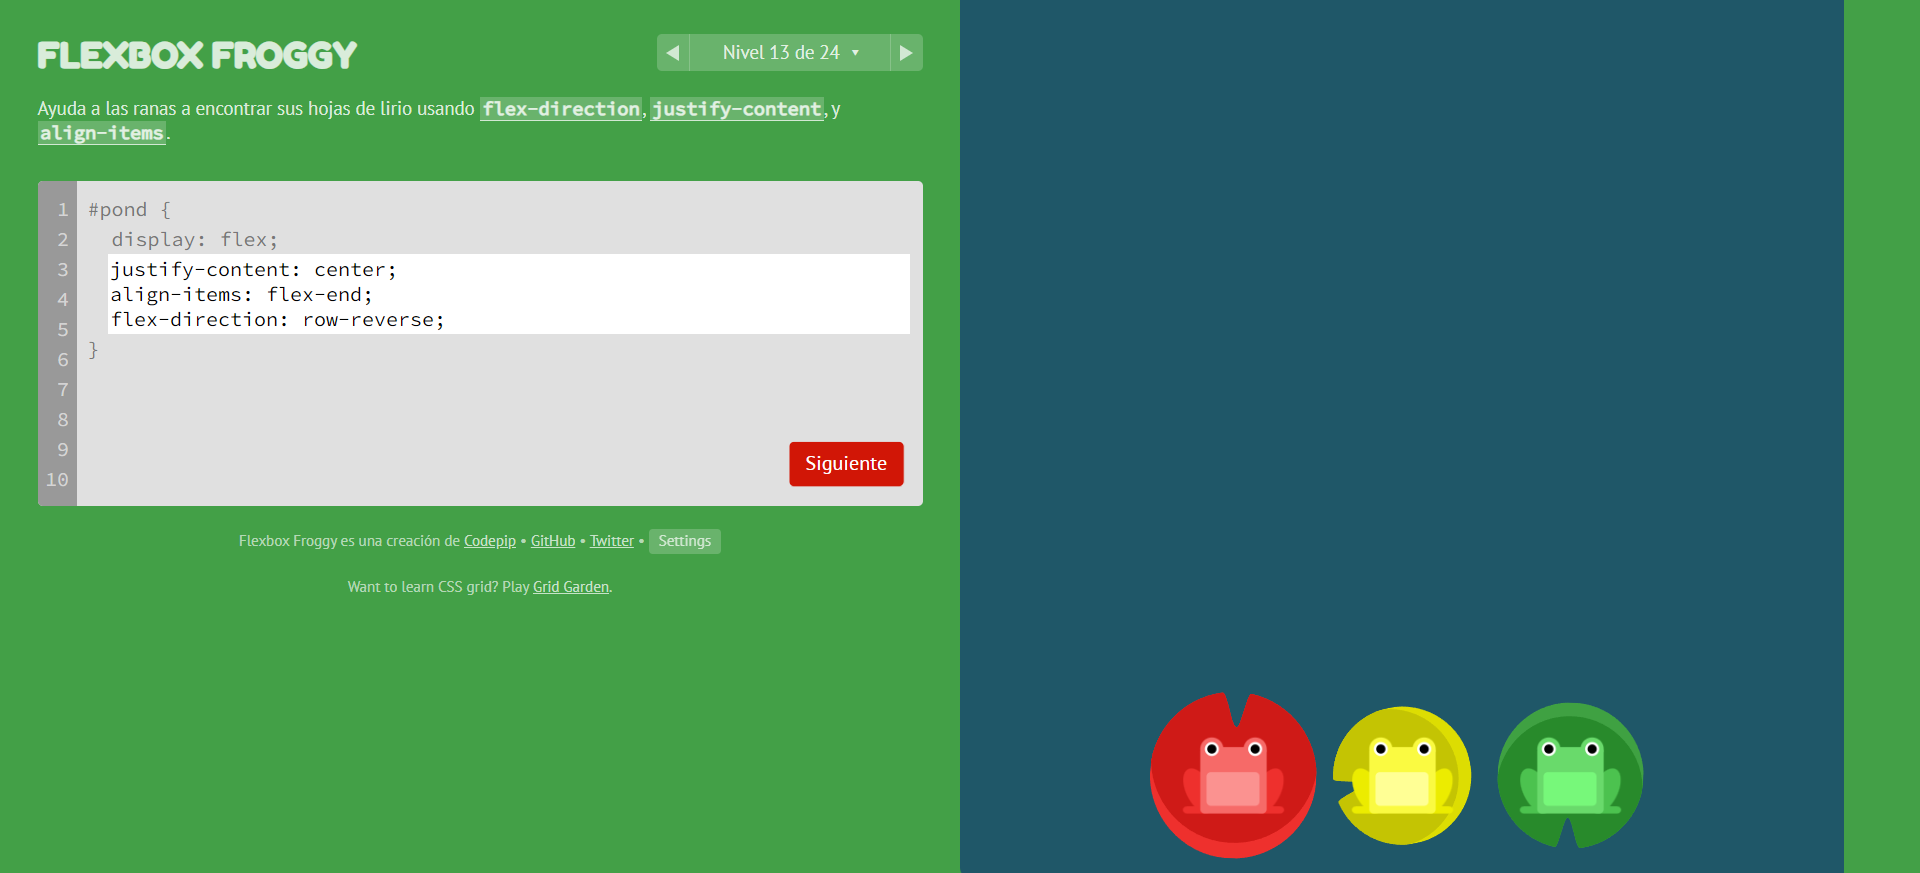 FLEXBOX FROGGY
◀ Nivel 13 de 24 ▾ ▶
Ayuda a las ranas a encontrar sus hojas de lirio usando flex-direction, justify-content, y
align-items.
1 #pond {
2 display: flex;
3 justify-content: center;
4 align-items: flex-end;
5 flex-direction: row-reverse;
6 }
7
8
9
10
Siguiente
Flexbox Froggy es una creación de Codepip • GitHub • Twitter • Settings
Want to learn CSS grid? Play Grid Garden.